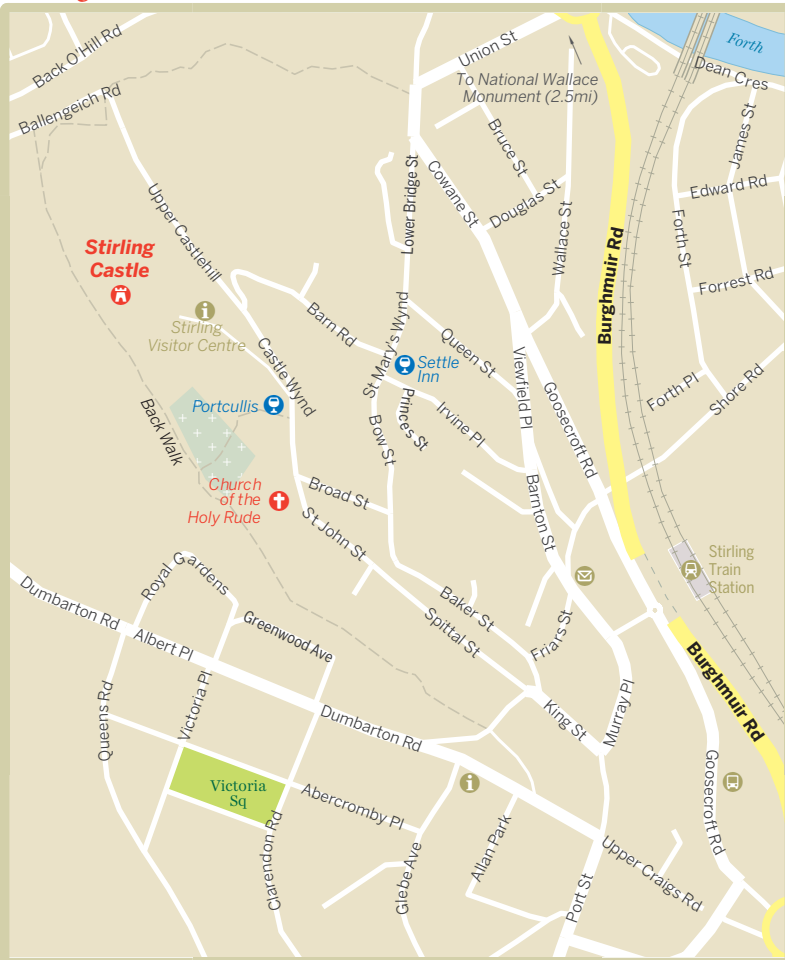 Back O'Hill Rd
Union St
Forth
To National Wallace
Monument (2.5mi)
Dean Cres
Ballengeich Rd
Bruce St
James St
Cowane St
Lower Bridge St
Douglas St
Edward Rd
Upper Castlehill
Wallace St
Forth St
Burghmuir Rd
Stirling
Castle
Forrest Rd
Stirling
Visitor Centre
Barn Rd
St Mary's Wynd
Queen St
Castle Wynd
Settle
Inn
Viewfield Pl
Goosecroft Rd
Forth Pl
Shore Rd
Portcullis
Princes St
Irvine Pl
Back Walk
Bow St
Church
of the
Holy Rude
Broad St
Barnton St
St John St
Stirling
Train
Station
Royal Gardens
Dumbarton Rd
Albert Pl
Greenwood Ave
Baker St
Spittal St
Friars St
Burghmuir Rd
Queens Rd
Victoria Pl
Dumbarton Rd
King St
Murray Pl
Goosecroft Rd
Victoria
Sq
Abercromby Pl
Clarendon Rd
Glebe Ave
Allan Park
Port St
Upper Craigs Rd